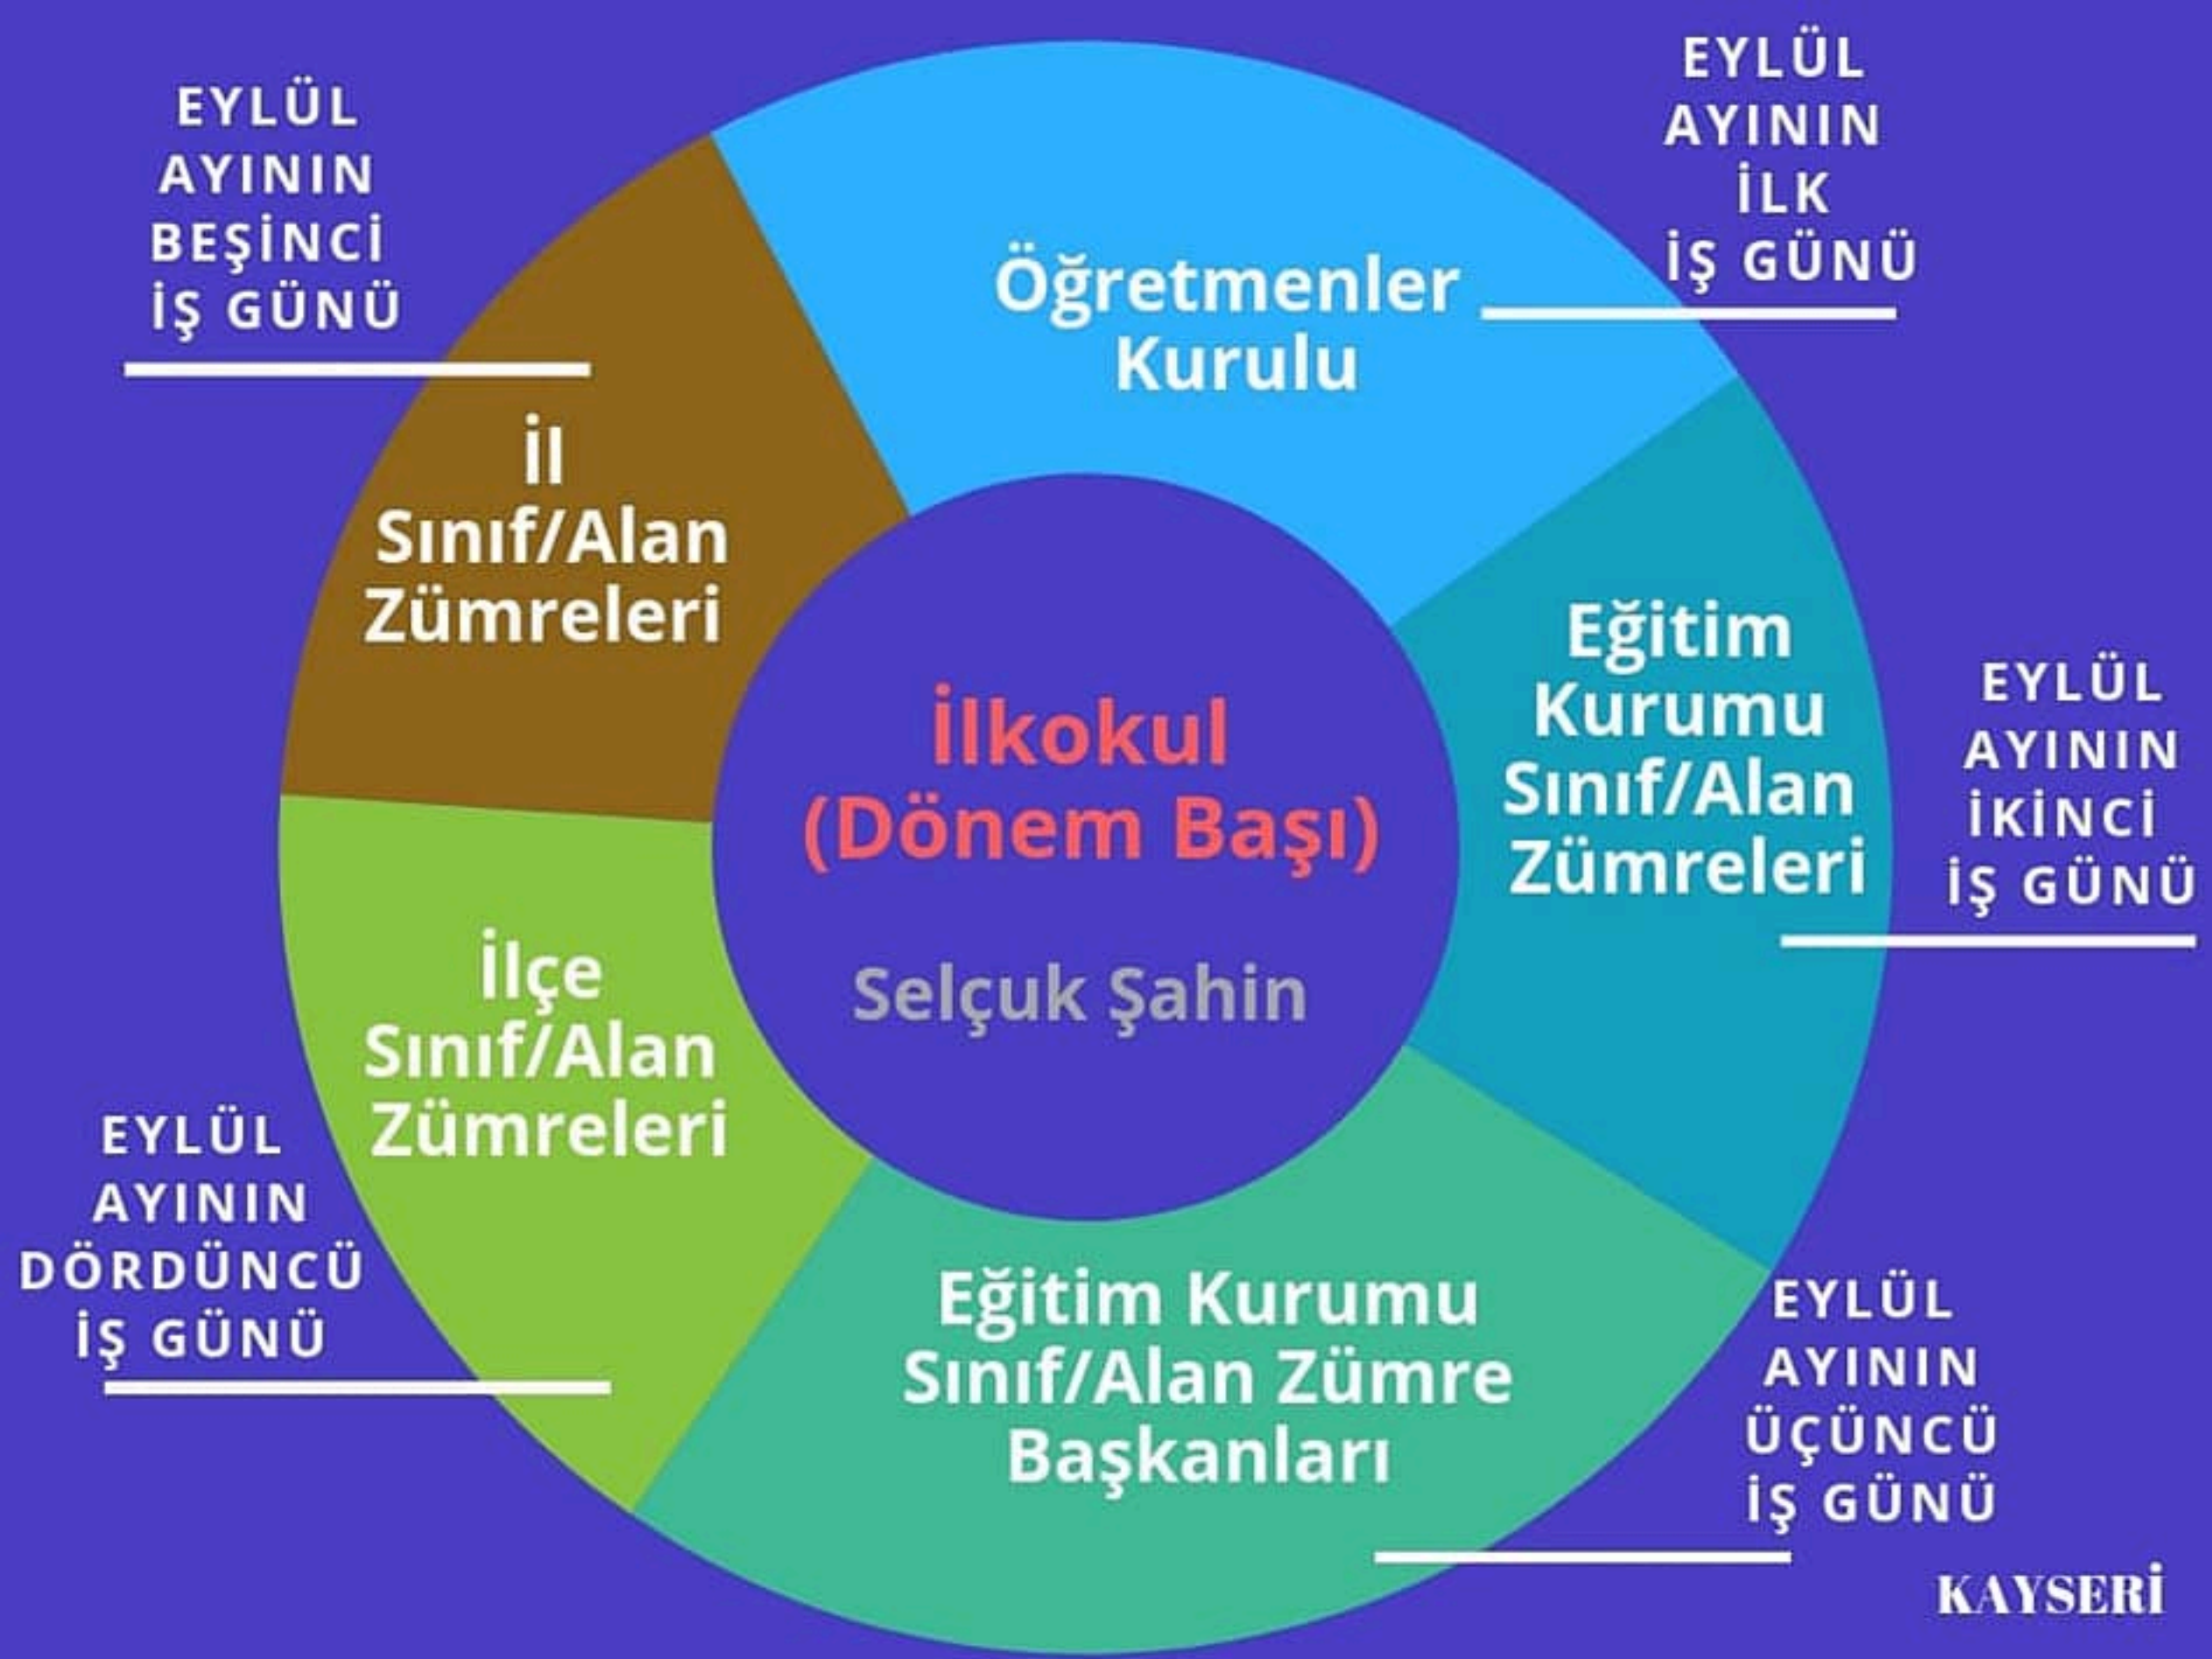 EYLÜL
AYININ
İLK
İŞ GÜNÜ
Öğretmenler
Kurulu
EYLÜL
AYININ
İKİNCİ
İŞ GÜNÜ
Eğitim
Kurumu
Sınıf/Alan
Zümreleri
EYLÜL
AYININ
ÜÇÜNCÜ
İŞ GÜNÜ
Eğitim Kurumu
Sınıf/Alan Zümre
Başkanları
EYLÜL
AYININ
DÖRDÜNCÜ
İŞ GÜNÜ
İlçe
Sınıf/Alan
Zümreleri
EYLÜL
AYININ
BEŞİNCİ
İŞ GÜNÜ
İl
Sınıf/Alan
Zümreleri
İlkokul
(Dönem Başı)
Selçuk Şahin
KAYSERİ